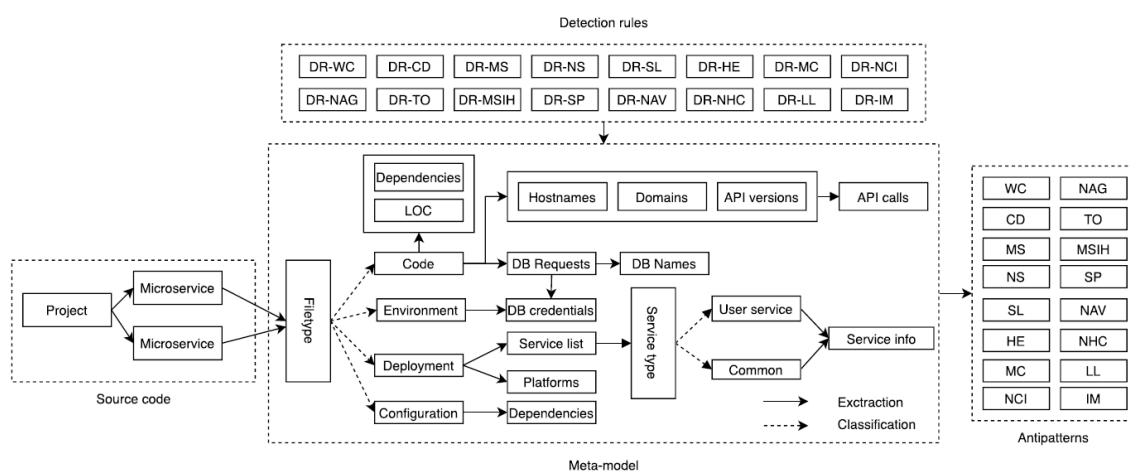 Detection rules
DR-WC DR-CD DR-MS DR-NS DR-SL DR-HE DR-MC DR-NCI
DR-NAG DR-TO DR-MSIH DR-SP DR-NAV DR-NHC DR-LL DR-IM
Project
Microservice
Microservice
Source code
Filetype
Dependencies
LOC
Code
Environment
Deployment
Configuration
Hostnames Domains API versions API calls
DB Requests DB Names
DB credentials
Service list
Platforms
Dependencies
Service type
User service
Common
Service info
Exctraction
Classification
Meta-model
WC NAG
CD TO
MS MSIH
NS SP
SL NAV
HE NHC
MC LL
NCI IM
Antipatterns